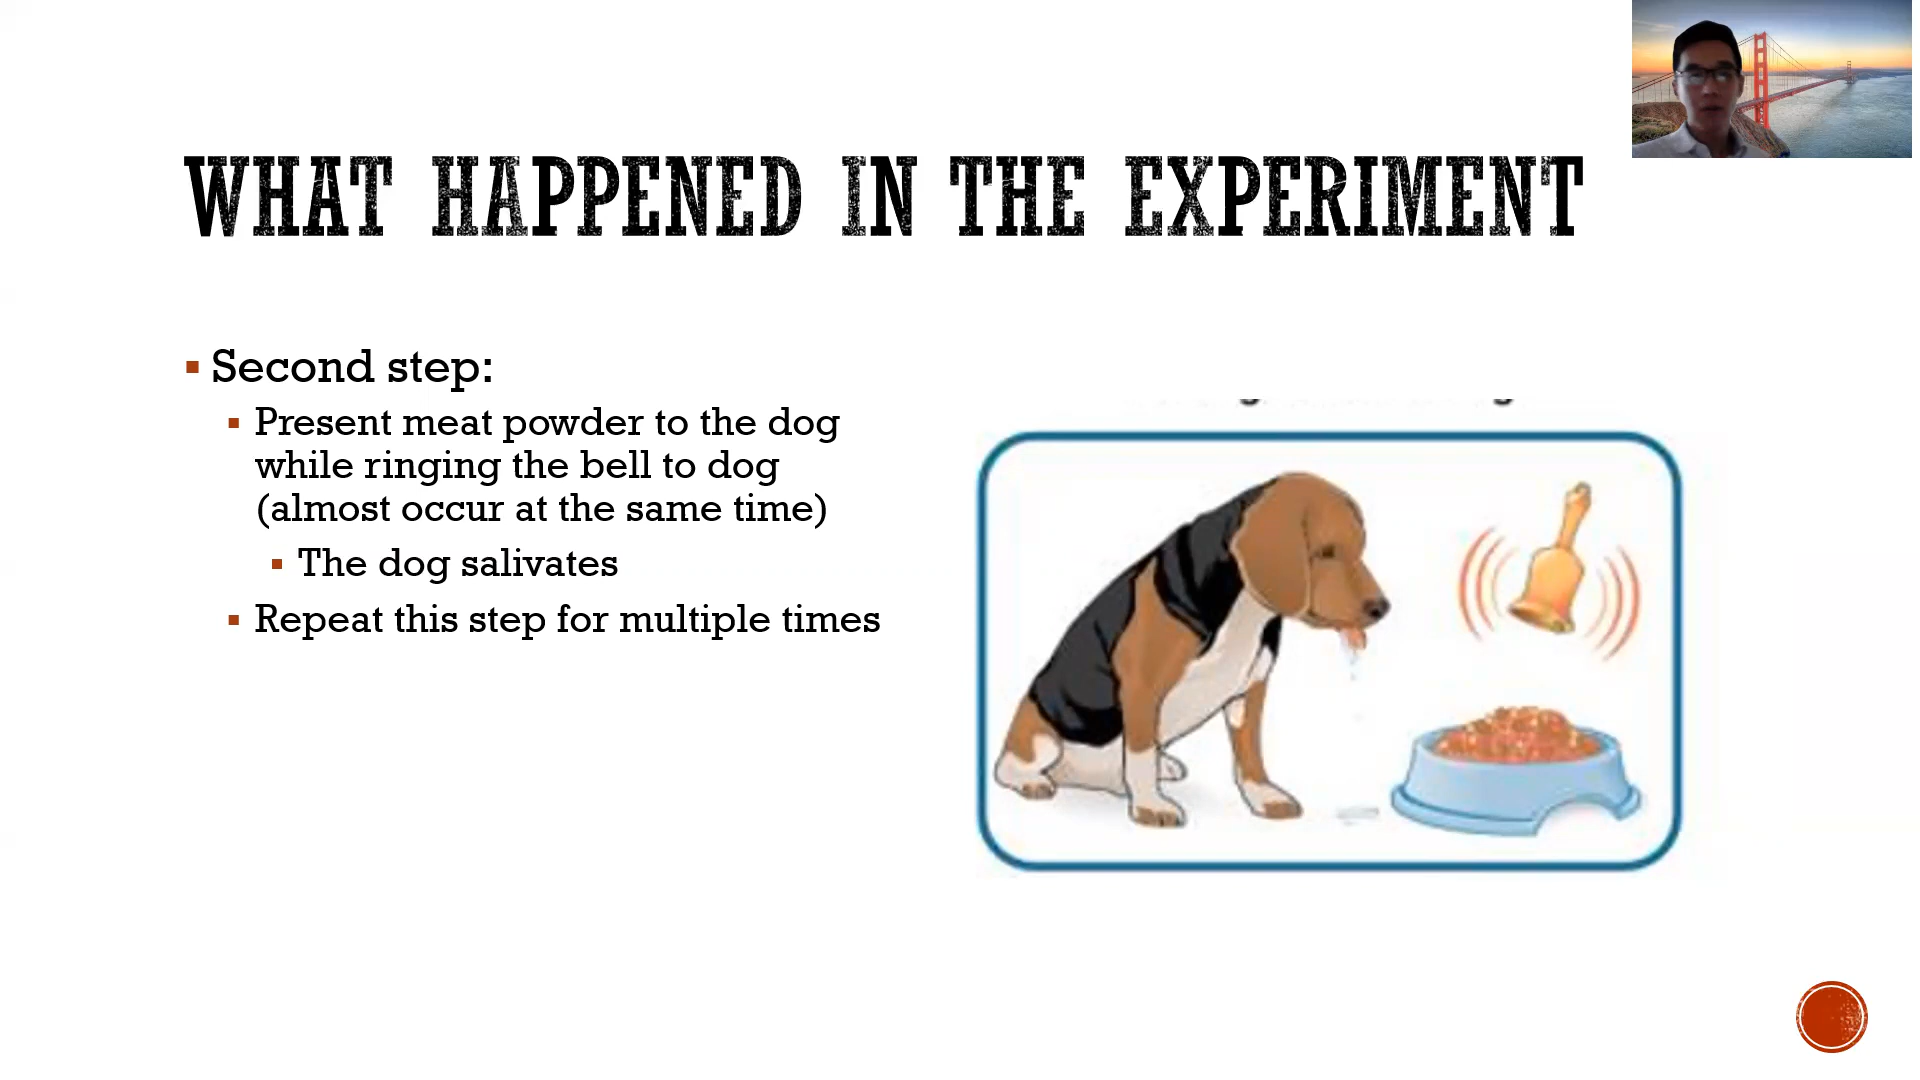 WHAT HAPPENED IN THE EXPERIMENT
Second step:
Present meat powder to the dog
while ringing the bell to dog
(almost occur at the same time)
The dog salivates
Repeat this step for multiple times